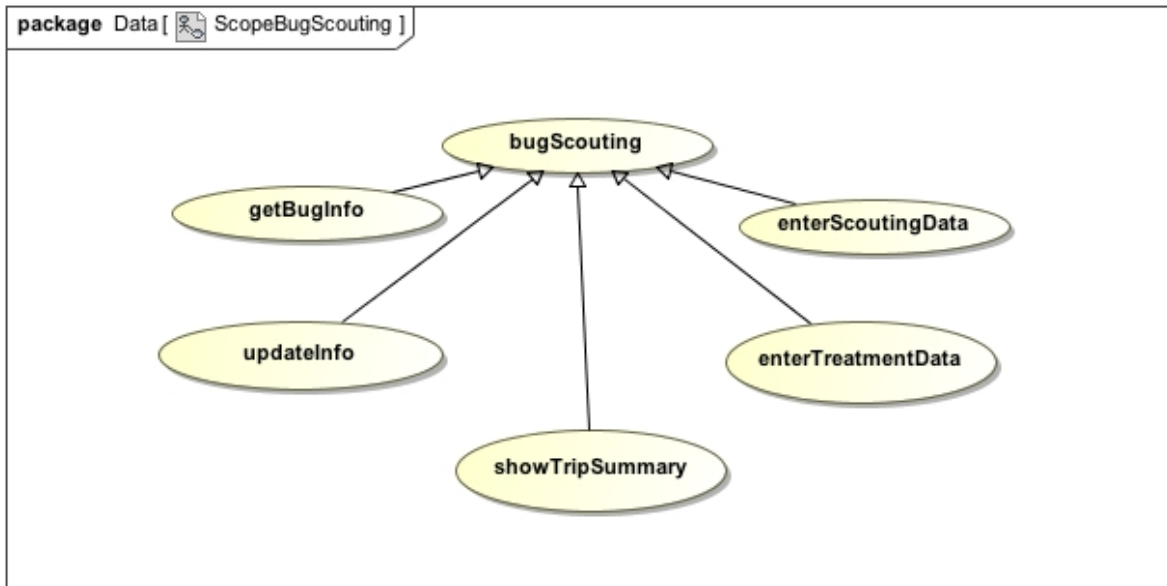 package Data [ ScopeBugScouting ]
bugScouting
getBugInfo
enterScoutingData
updateInfo
enterTreatmentData
showTripSummary